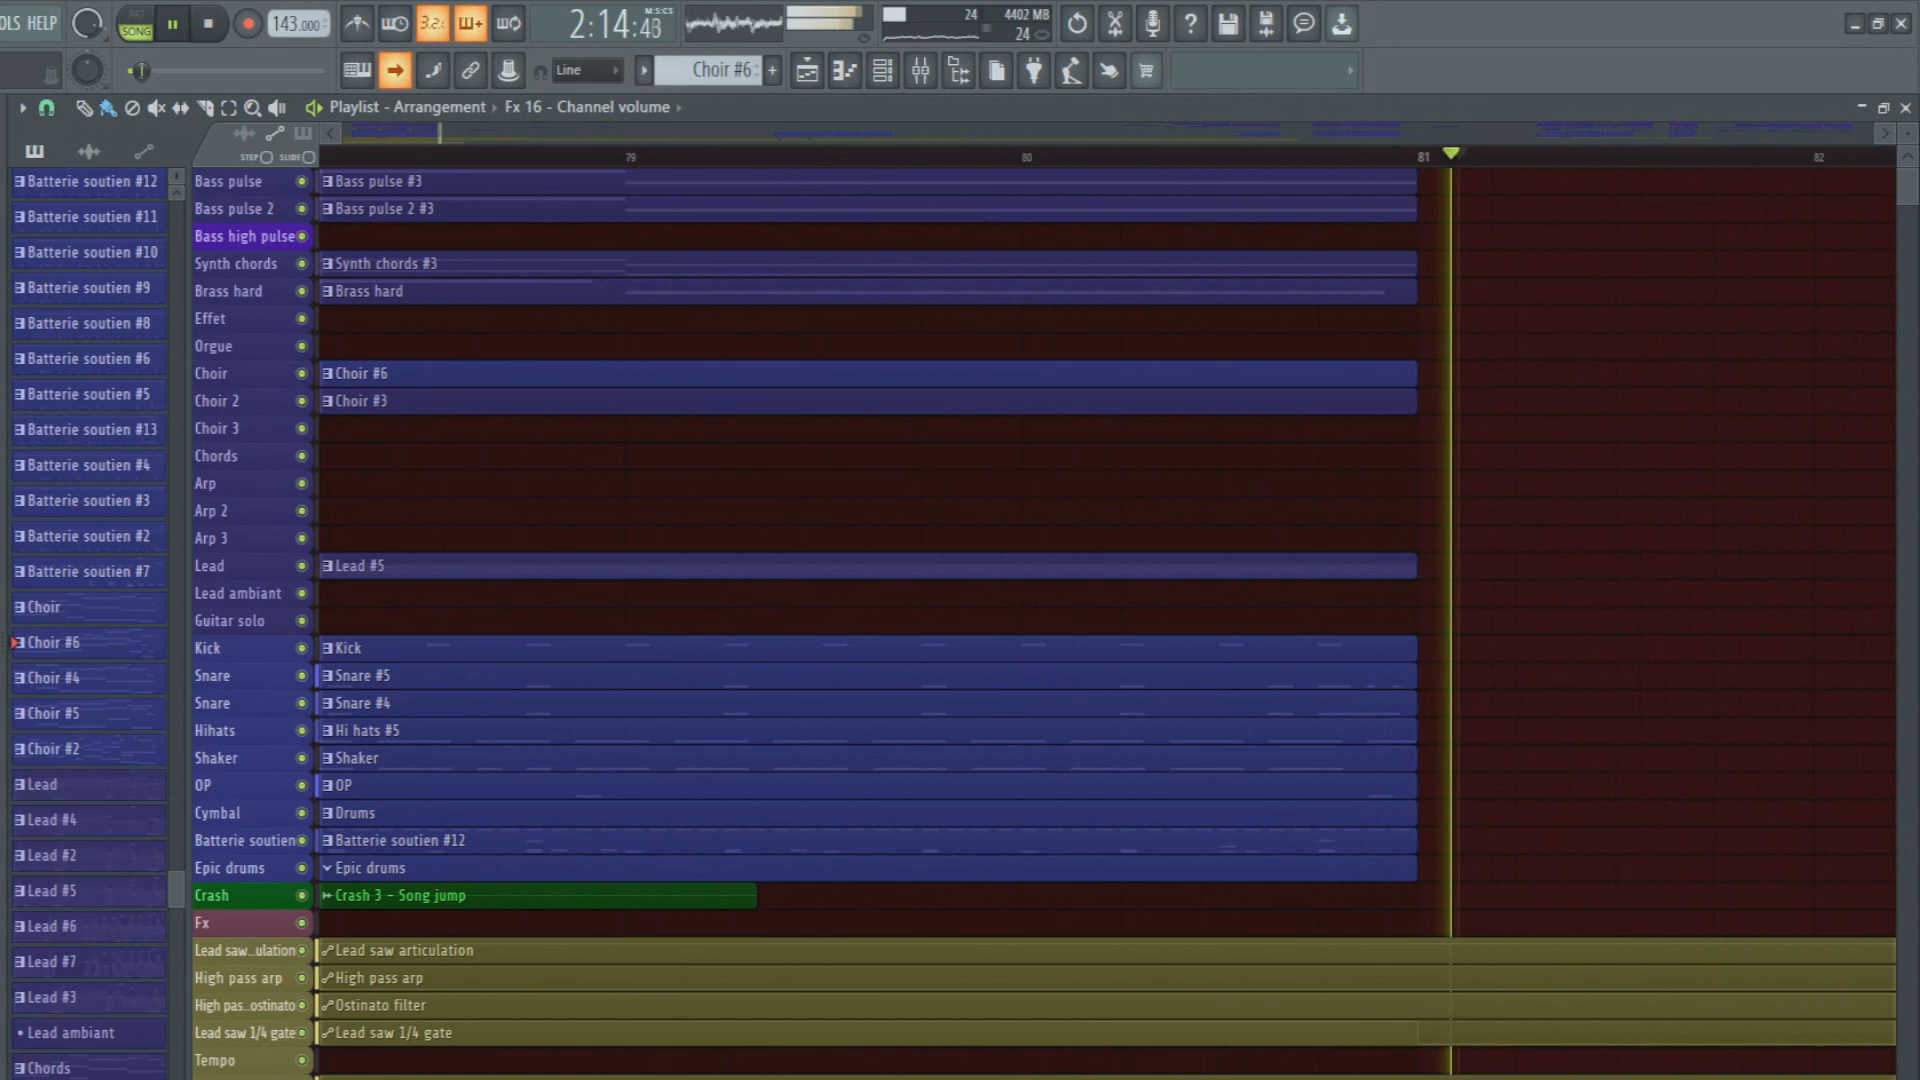 OLS HELP
PAT
SONG
143.000
3.2.
2:14:48
M:S:CS
24
4402 MB
24
Line
Choir #6
Playlist - Arrangement
Fx 16 - Channel volume
STEP
SLIDE
79
80
81
82
Batterie soutien #12
Batterie soutien #11
Batterie soutien #10
Batterie soutien #9
Batterie soutien #8
Batterie soutien #6
Batterie soutien #5
Batterie soutien #13
Batterie soutien #4
Batterie soutien #3
Batterie soutien #2
Batterie soutien #7
Choir
Choir #6
Choir #4
Choir #5
Choir #2
Lead
Lead #4
Lead #2
Lead #5
Lead #6
Lead #7
Lead #3
Lead ambiant
Chords
Bass pulse
Bass pulse #3
Bass pulse 2
Bass pulse 2 #3
Bass high pulse
Synth chords
Synth chords #3
Brass hard
Brass hard
Effet
Orgue
Choir
Choir #6
Choir 2
Choir #3
Choir 3
Chords
Arp
Arp 2
Arp 3
Lead
Lead #5
Lead ambiant
Guitar solo
Kick
Kick
Snare
Snare #5
Snare
Snare #4
Hihats
Hi hats #5
Shaker
Shaker
OP
OP
Cymbal
Drums
Batterie soutien
Batterie soutien #12
Epic drums
Epic drums
Crash
Crash 3 - Song jump
Fx
Lead saw..ulation
Lead saw articulation
High pass arp
High pass arp
High pas..ostinato
Ostinato filter
Lead saw 1/4 gate
Lead saw 1/4 gate
Tempo